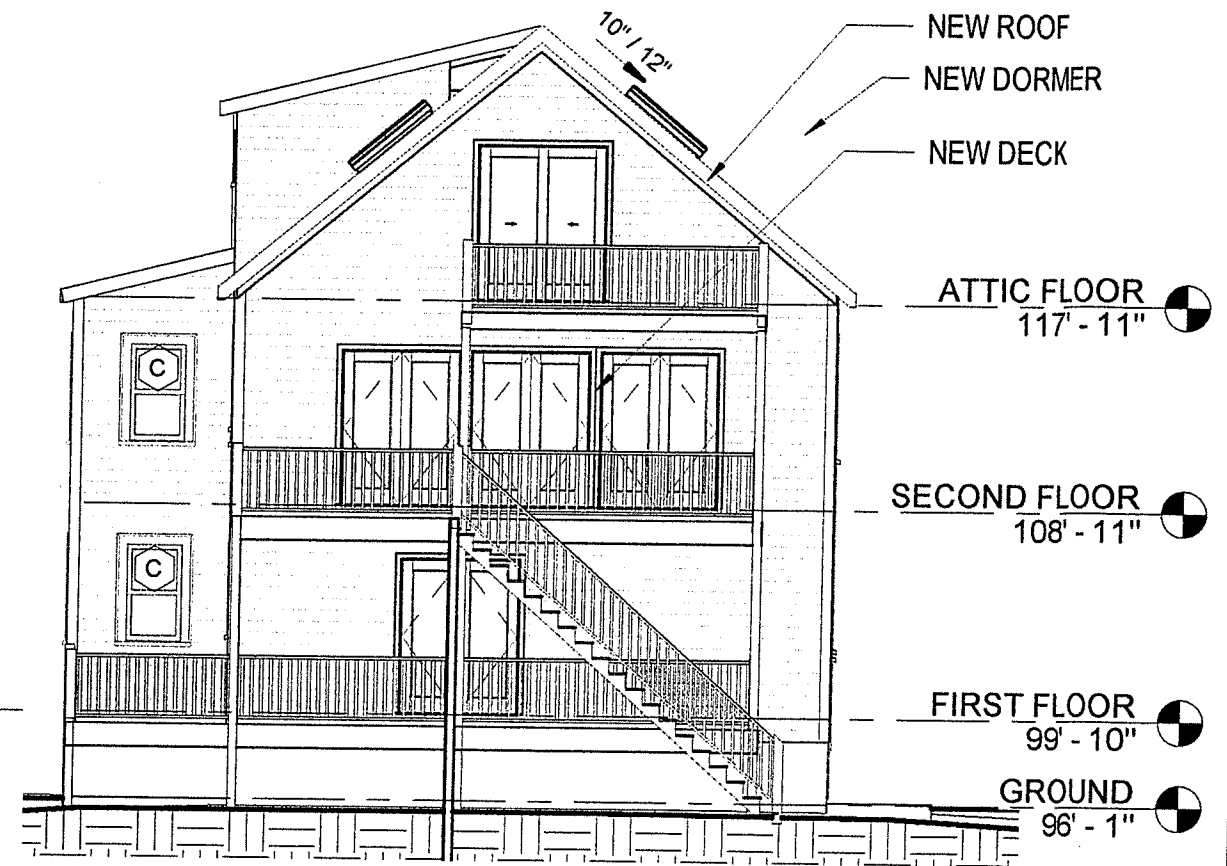 10" / 12"
NEW ROOF
NEW DORMER
NEW DECK
ATTIC FLOOR
117' - 11"
C
SECOND FLOOR
108' - 11"
C
FIRST FLOOR
99' - 10"
GROUND
96' - 1"